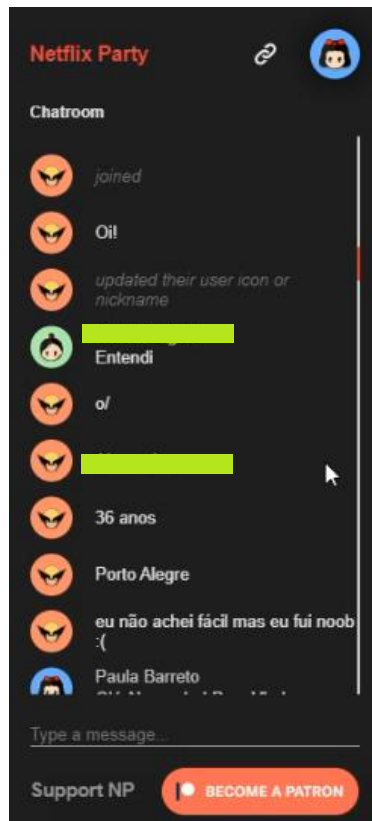 Netflix Party
Chatroom
joined
Oi!
updated their user icon or
nickname
Entendi
o/
36 anos
Porto Alegre
eu não achei fácil mas eu fui noob
:(
Paula Barreto
Type a message...
Support NP
BECOME A PATRON